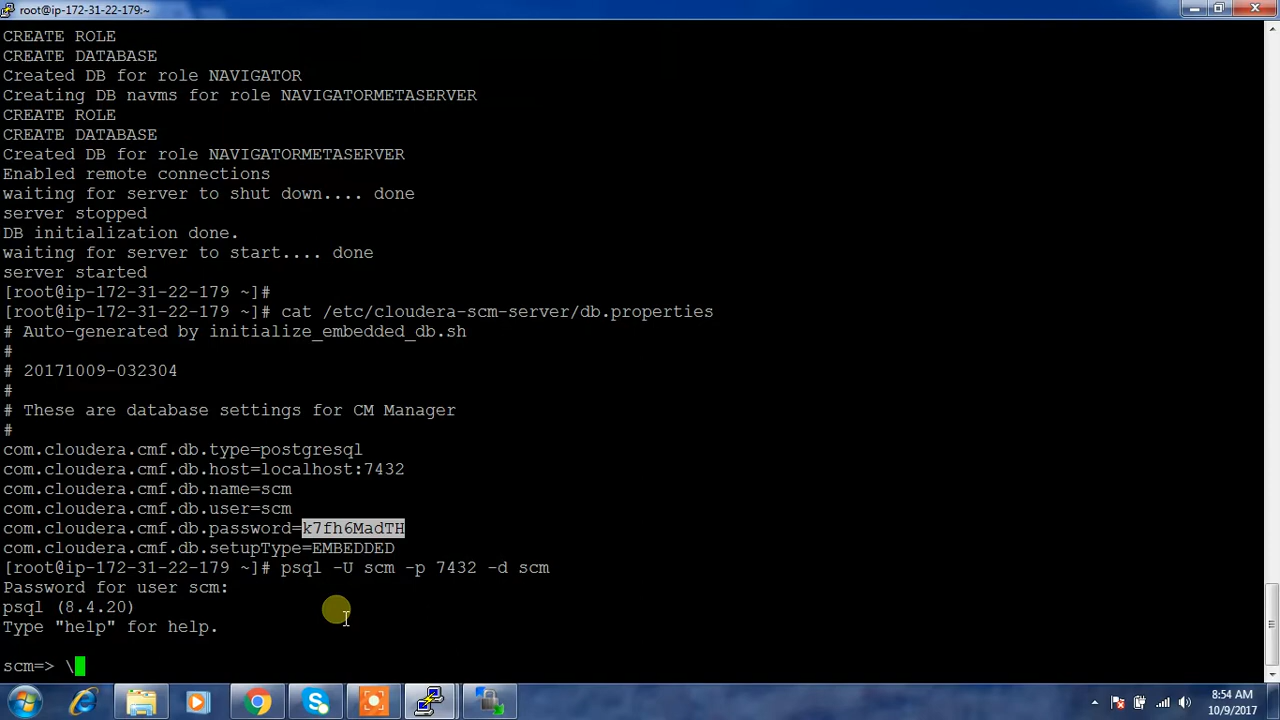 root@ip-172-31-22-179:~
CREATE ROLE
CREATE DATABASE
Created DB for role NAVIGATOR
Creating DB navms for role NAVIGATORMETASERVER
CREATE ROLE
CREATE DATABASE
Created DB for role NAVIGATORMETASERVER
Enabled remote connections
waiting for server to shut down.... done
server stopped
DB initialization done.
waiting for server to start.... done
server started
[root@ip-172-31-22-179 ~]#
[root@ip-172-31-22-179 ~]# cat /etc/cloudera-scm-server/db.properties
# Auto-generated by initialize_embedded_db.sh
#
# 20171009-032304
#
# These are database settings for CM Manager
#
com.cloudera.cmf.db.type=postgresql
com.cloudera.cmf.db.host=localhost:7432
com.cloudera.cmf.db.name=scm
com.cloudera.cmf.db.user=scm
com.cloudera.cmf.db.password=k7fh6MadTH
com.cloudera.cmf.db.setupType=EMBEDDED
[root@ip-172-31-22-179 ~]# psql -U scm -p 7432 -d scm
Password for user scm:
psql (8.4.20)
Type "help" for help.
scm=> \
8:54 AM
10/9/2017